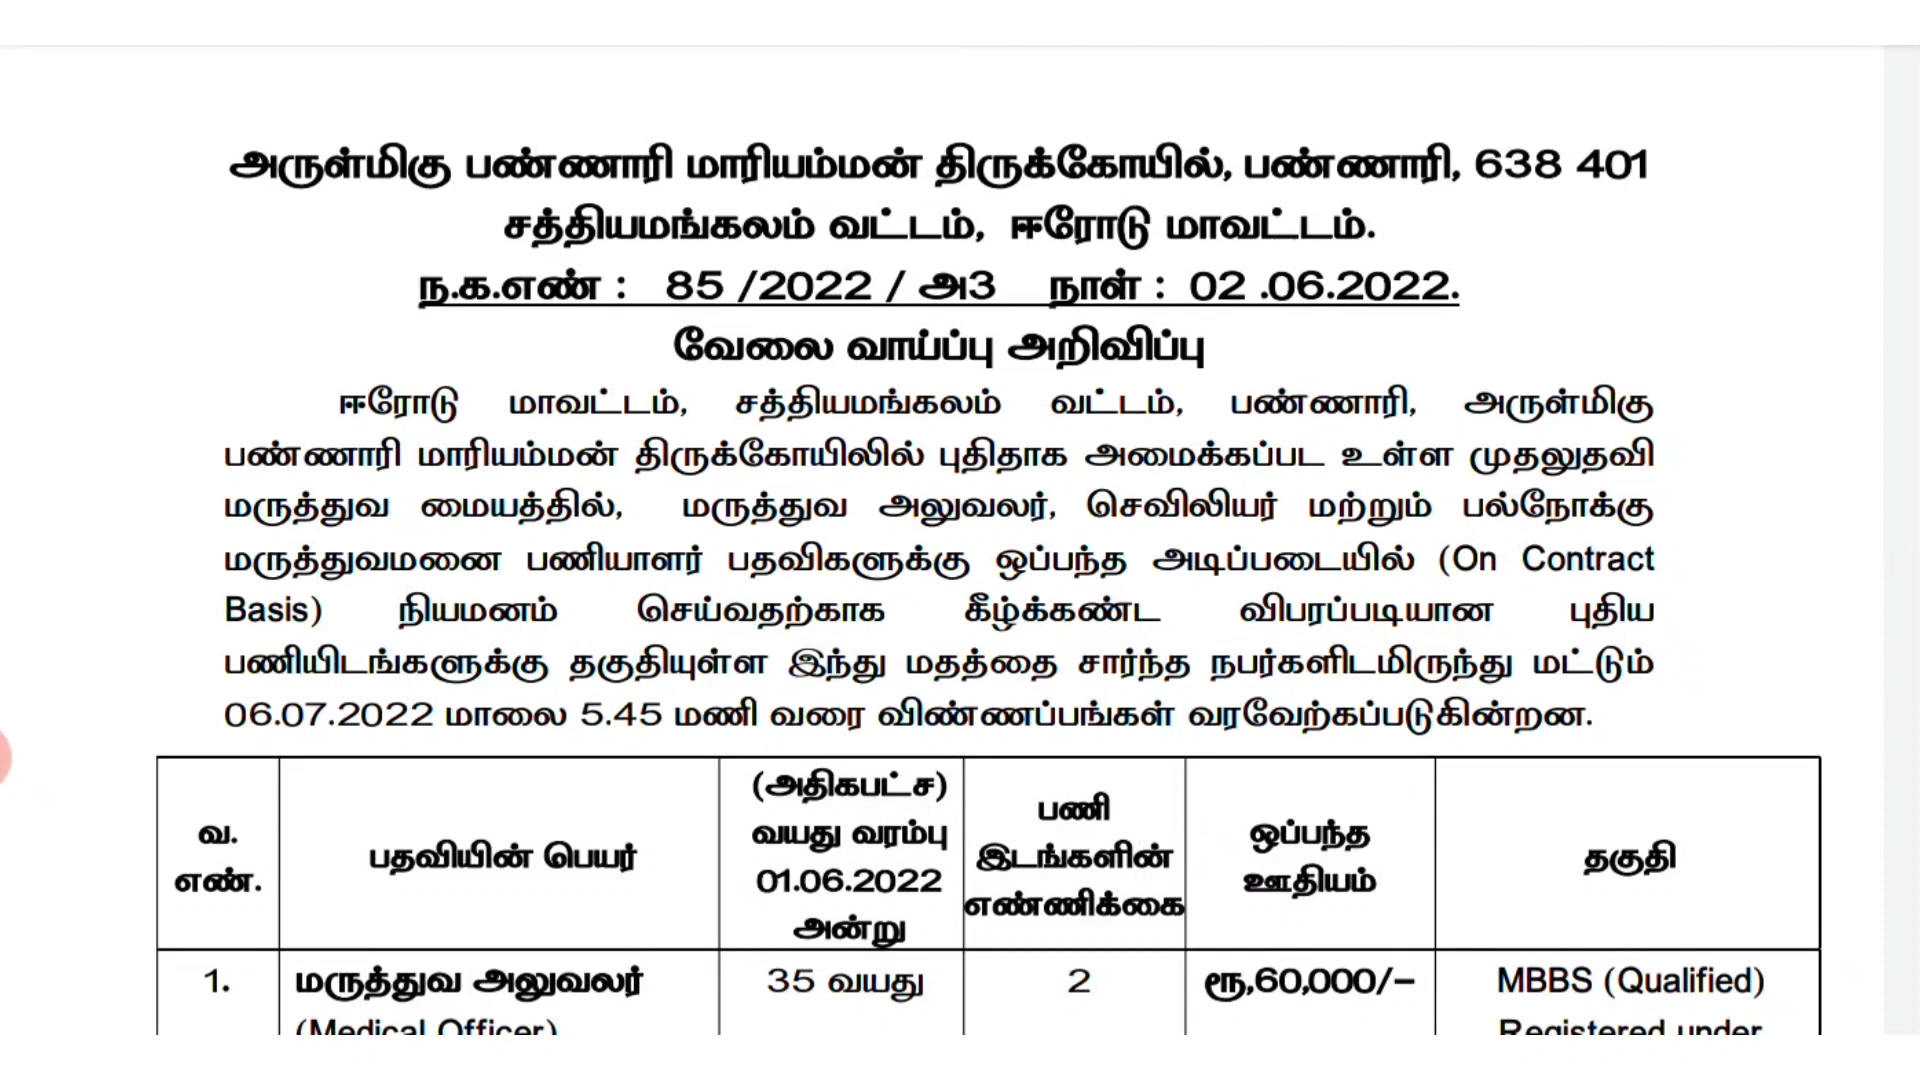 அருள்மிகு பண்ணாரி மாரியம்மன் திருக்கோயில், பண்ணாரி, 638 401
சத்தியமங்கலம் வட்டம், ஈரோடு மாவட்டம்.
ந.க.எண் : 85 /2022 / அ3 நாள் : 02 .06.2022.
வேலை வாய்ப்பு அறிவிப்பு
ஈரோடு மாவட்டம், சத்தியமங்கலம் வட்டம், பண்ணாரி, அருள்மிகு
பண்ணாரி மாரியம்மன் திருக்கோயிலில் புதிதாக அமைக்கப்பட உள்ள முதலுதவி
மருத்துவ மையத்தில், மருத்துவ அலுவலர், செவிலியர் மற்றும் பல்நோக்கு
மருத்துவமனை பணியாளர் பதவிகளுக்கு ஒப்பந்த அடிப்படையில் (On Contract
Basis) நியமனம் செய்வதற்காக கீழ்க்கண்ட விபரப்படியான புதிய
பணியிடங்களுக்கு தகுதியுள்ள இந்து மதத்தை சார்ந்த நபர்களிடமிருந்து மட்டும்
06.07.2022 மாலை 5.45 மணி வரை விண்ணப்பங்கள் வரவேற்கப்படுகின்றன.
வ.
எண்.
பதவியின் பெயர்
(அதிகபட்ச)
வயது வரம்பு
01.06.2022
அன்று
பணி
இடங்களின்
எண்ணிக்கை
ஒப்பந்த
ஊதியம்
தகுதி
1.
மருத்துவ அலுவலர்
(Medical Officer)
35 வயது
2
ரூ,60,000/-
MBBS (Qualified)
Registered under